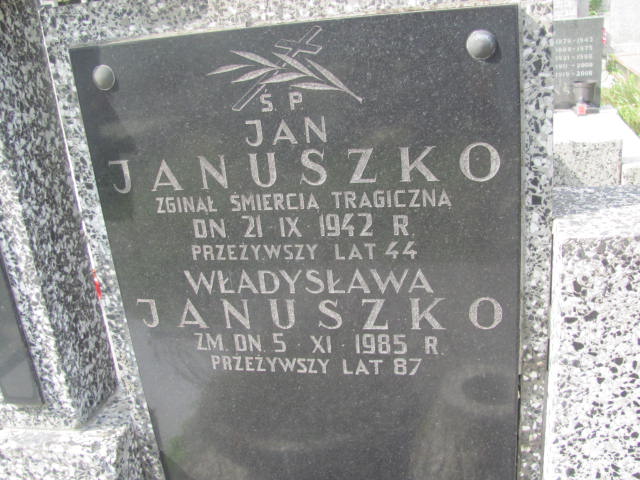 Ś. P.
JAN
JANUSZKO
ZGINĄŁ ŚMIERCIĄ TRAGICZNĄ
DN 21 IX 1942 R.
PRZEŻYWSZY LAT 44
WŁADYSŁAWA
JANUSZKO
ZM. DN. 5 XI 1985 R.
PRZEŻYWSZY LAT 87